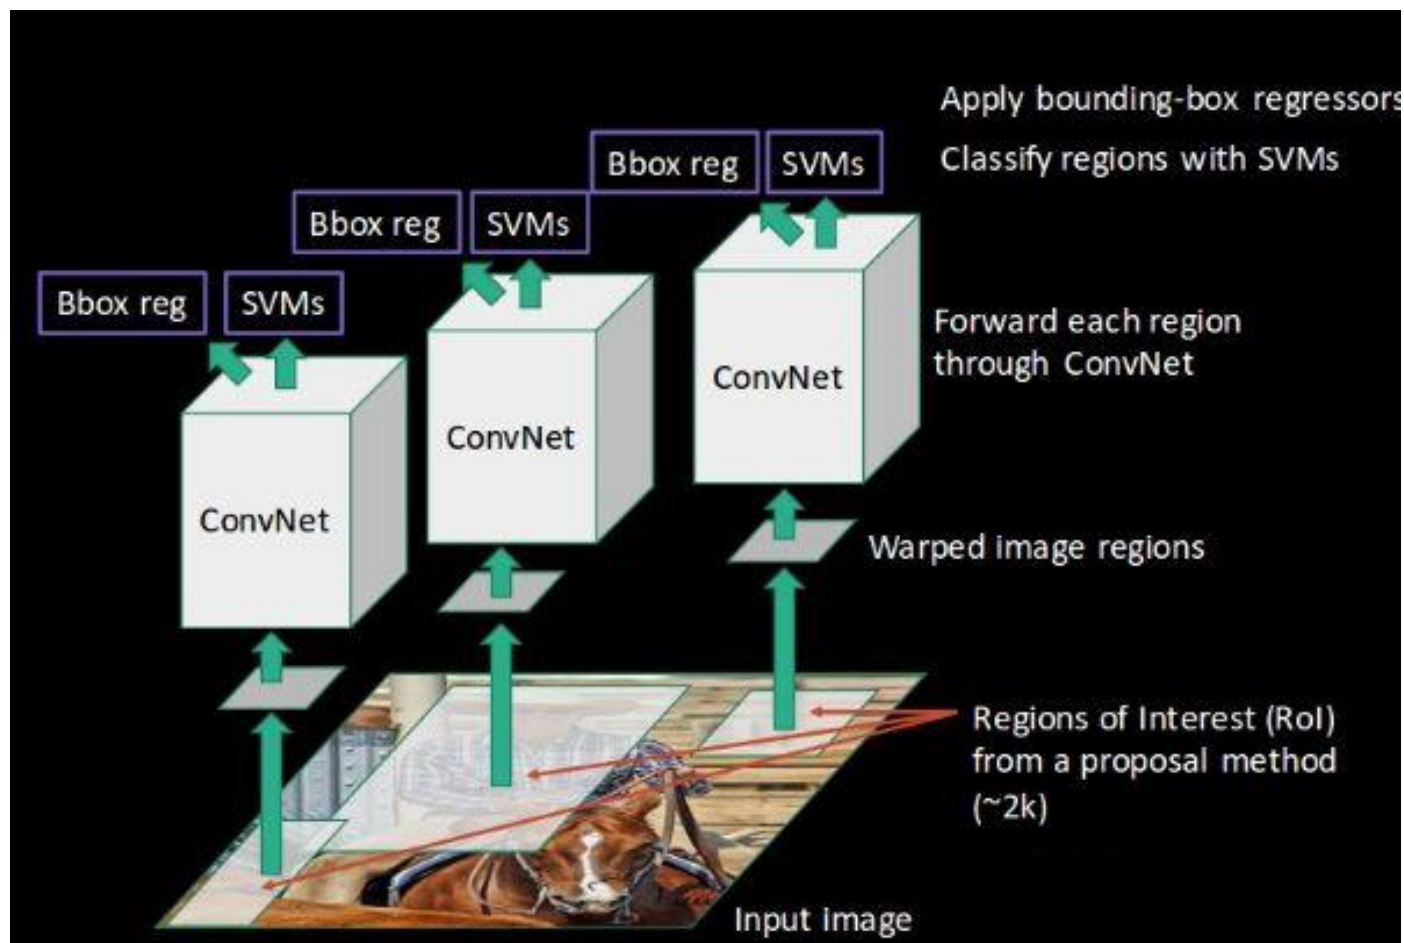 Apply bounding-box regressors
Bbox reg
SVMs
Classify regions with SVMs
Bbox reg
SVMs
Bbox reg
SVMs
Forward each region
through ConvNet
ConvNet
ConvNet
ConvNet
Warped image regions
Regions of Interest (RoI)
from a proposal method
(~2k)
Input image